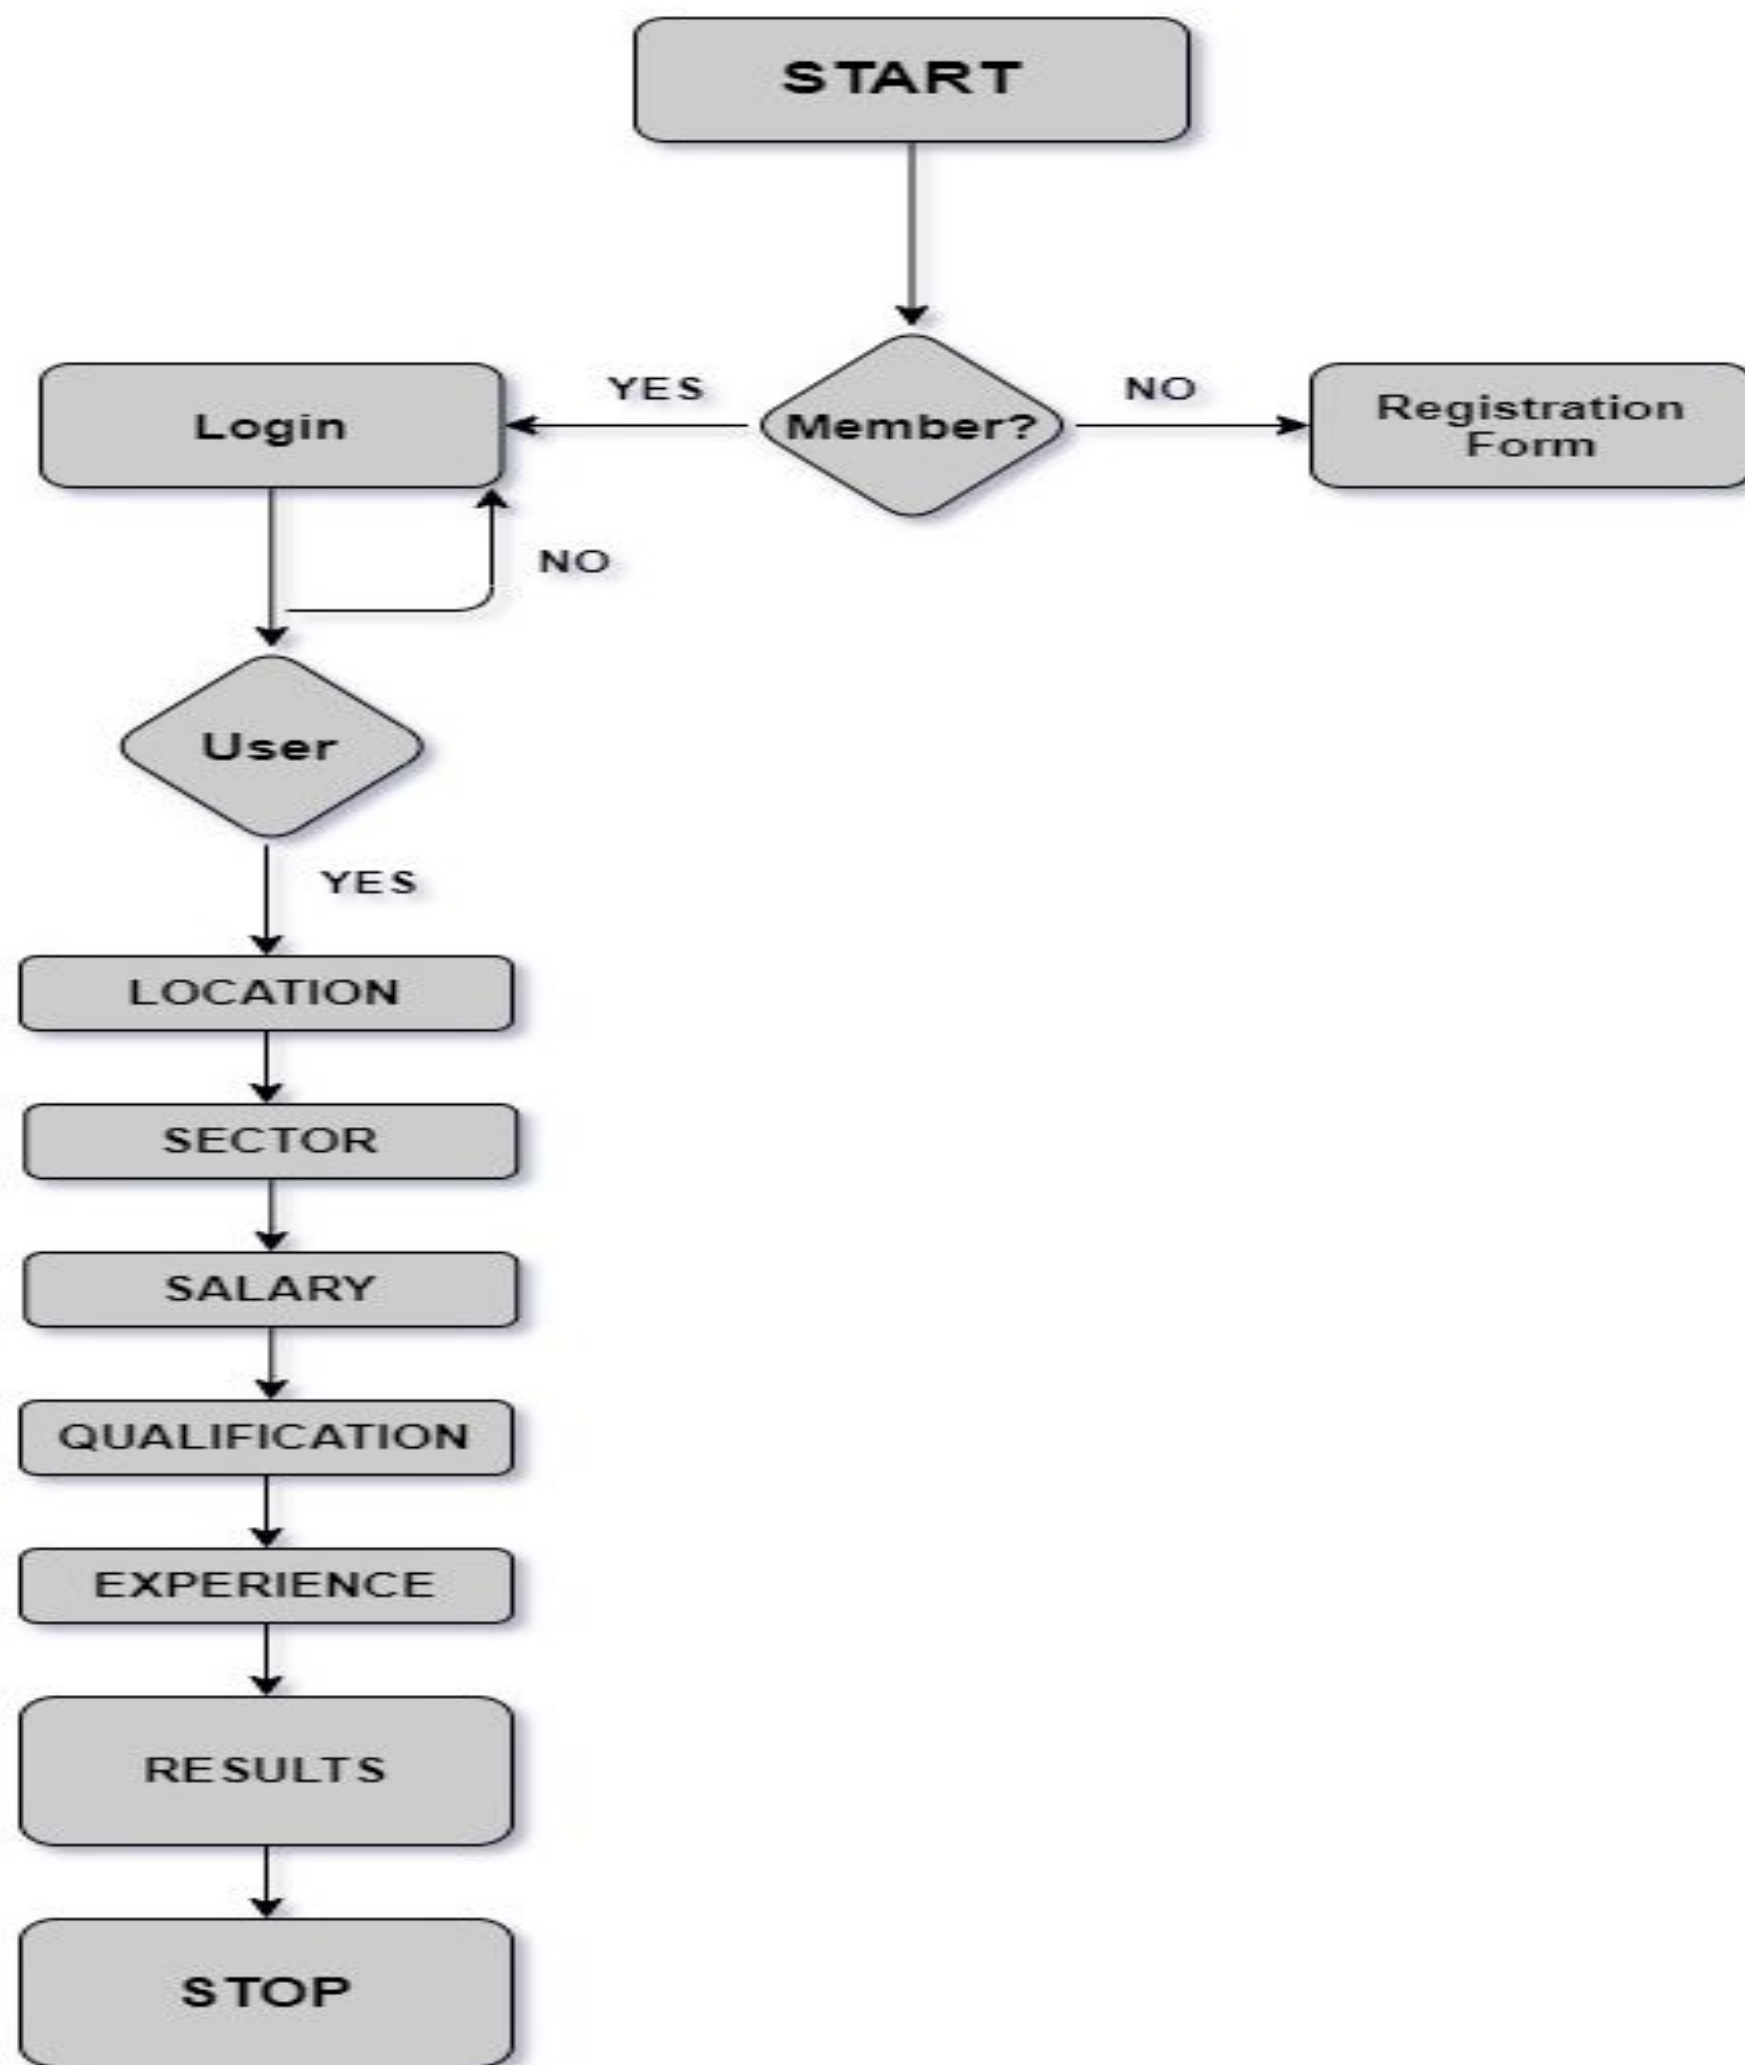 START
YES
NO
Login
Member?
Registration
Form
NO
User
YES
LOCATION
SECTOR
SALARY
QUALIFICATION
EXPERIENCE
RESULTS
STOP